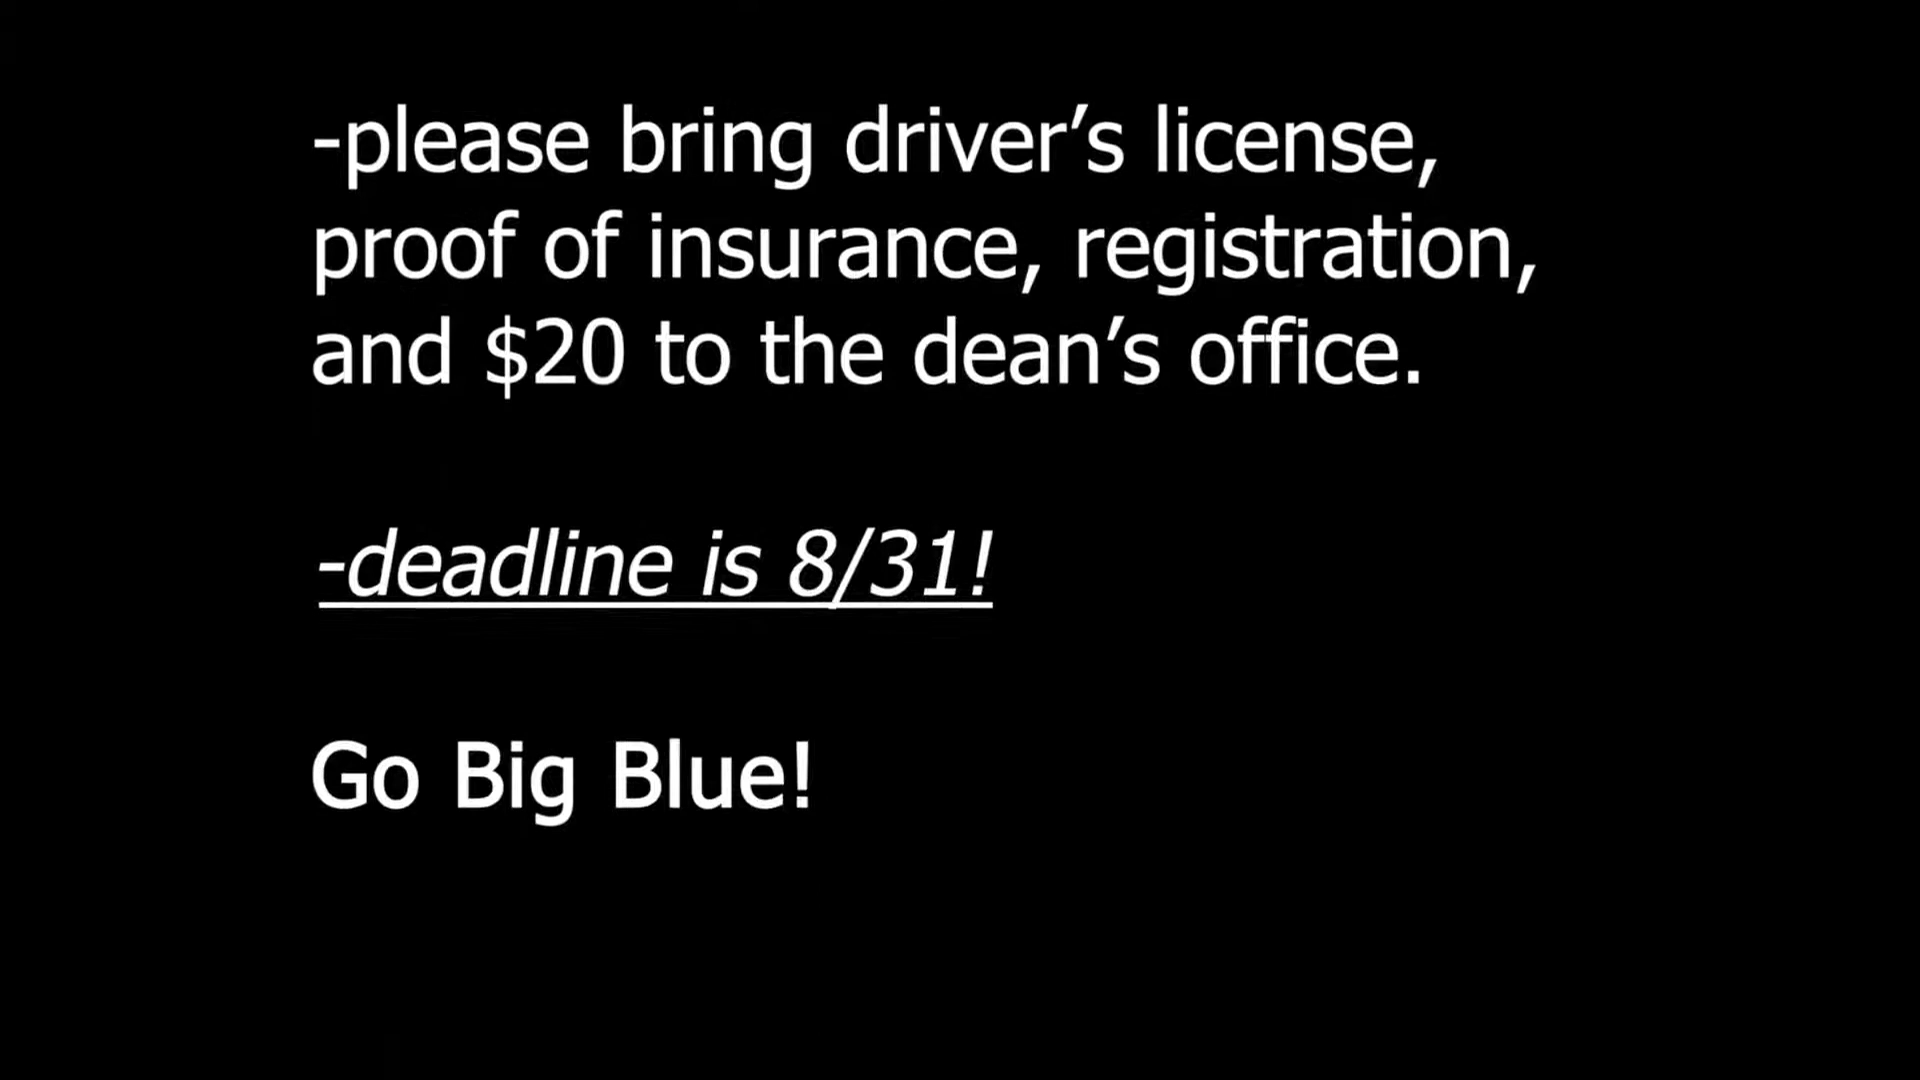 -please bring driver’s license,
proof of insurance, registration,
and $20 to the dean’s office.
-deadline is 8/31!
Go Big Blue!